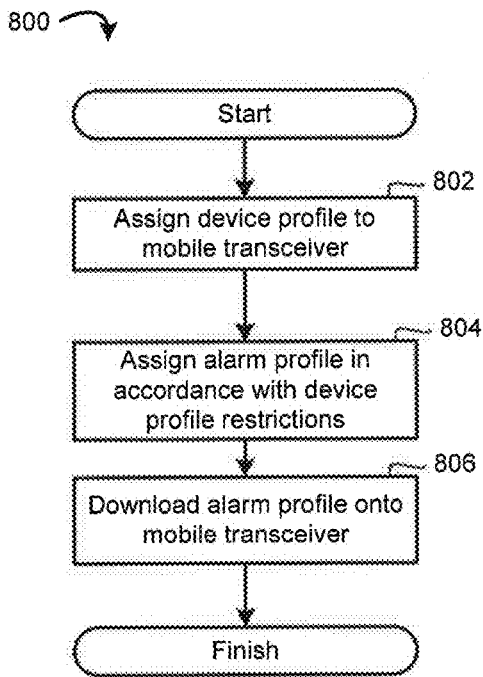 800
Start
802
Assign device profile to
mobile transceiver
804
Assign alarm profile in
accordance with device
profile restrictions
806
Download alarm profile onto
mobile transceiver
Finish